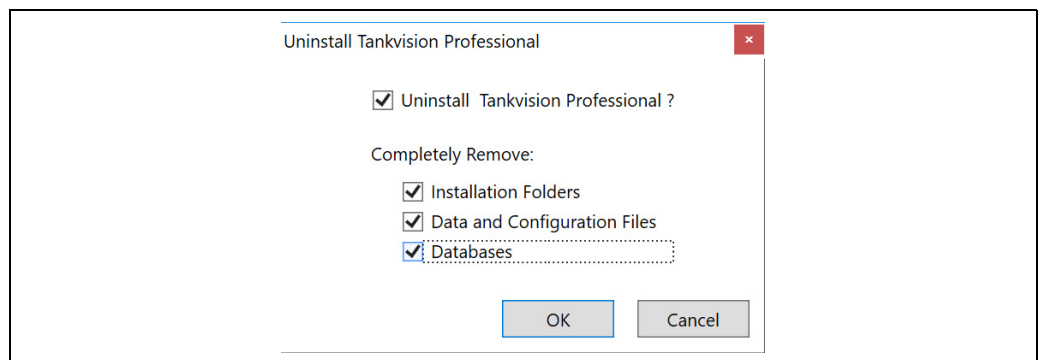 Uninstall Tankvision Professional
Uninstall Tankvision Professional ?
Completely Remove:
Installation Folders
Data and Configuration Files
Databases
OK Cancel